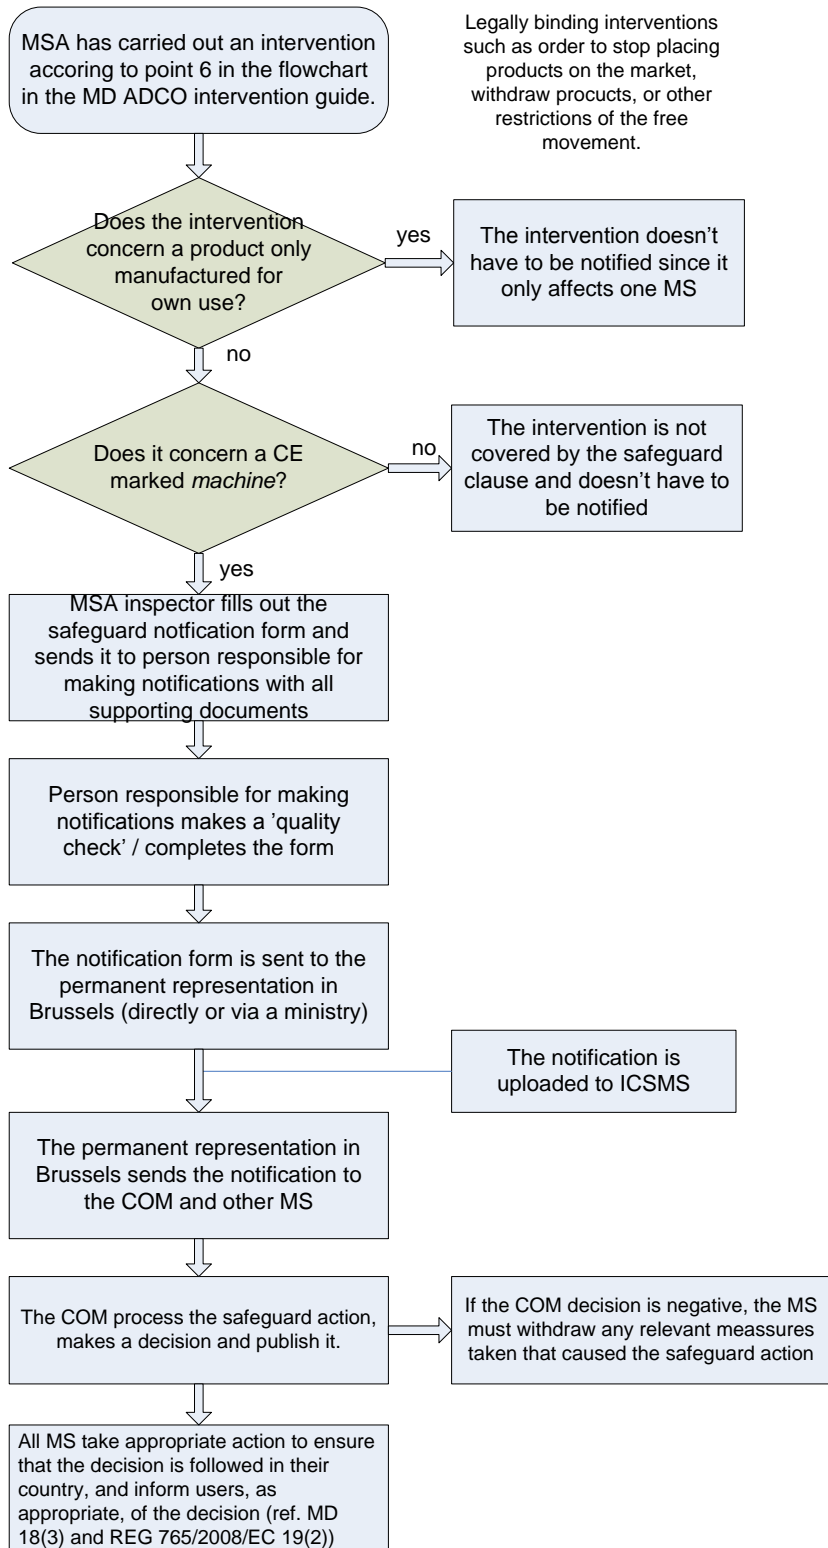 MSA has carried out an intervention
accoring to point 6 in the flowchart
in the MD ADCO intervention guide.
Legally binding interventions
such as order to stop placing
products on the market,
withdraw procucts, or other
restrictions of the free
movement.
Does the intervention
concern a product only
manufactured for
own use?
yes
The intervention doesn't
have to be notified since it
only affects one MS
no
Does it concern a CE
marked machine?
no
The intervention is not
covered by the safeguard
clause and doesn't have to
be notified
yes
MSA inspector fills out the
safeguard notfication form and
sends it to person responsible for
making notifications with all
supporting documents
Person responsible for making
notifications makes a 'quality
check' / completes the form
The notification form is sent to the
permanent representation in
Brussels (directly or via a ministry)
The notification is
uploaded to ICSMS
The permanent representation in
Brussels sends the notification to
the COM and other MS
The COM process the safeguard action,
makes a decision and publish it.
If the COM decision is negative, the MS
must withdraw any relevant meassures
taken that caused the safeguard action
All MS take appropriate action to ensure
that the decision is followed in their
country, and inform users, as
appropriate, of the decision (ref. MD
18(3) and REG 765/2008/EC 19(2))